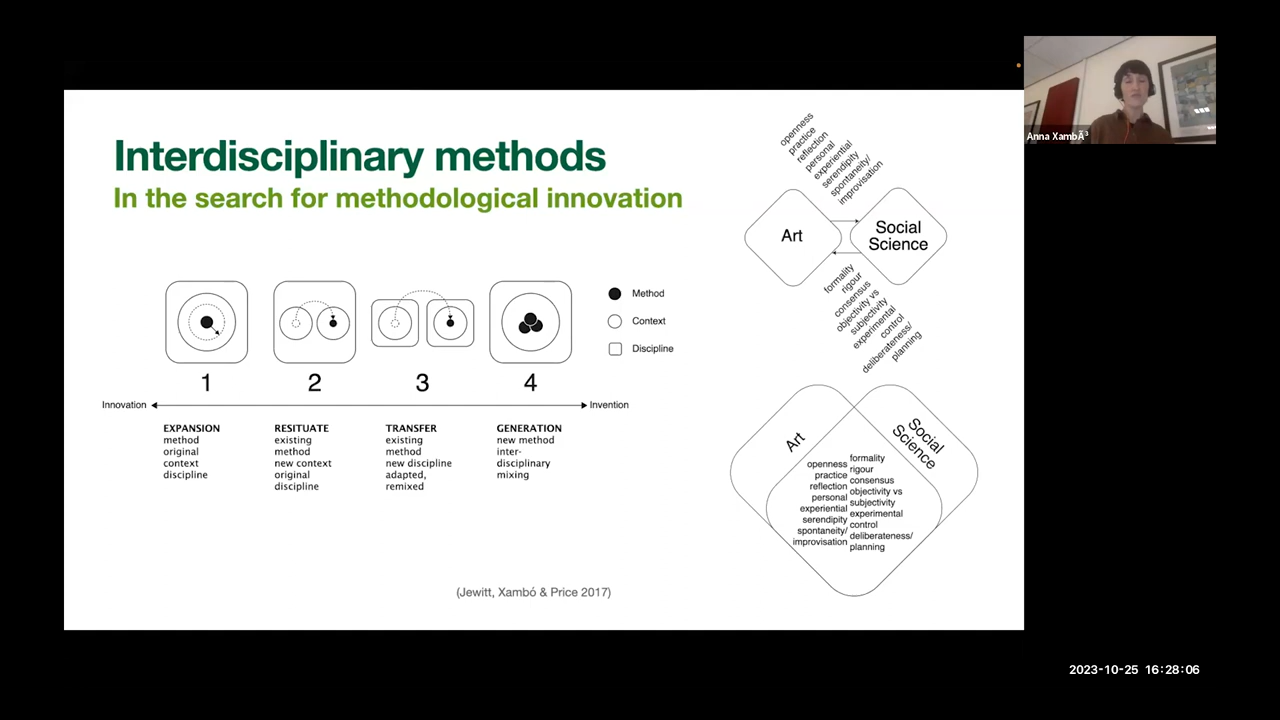 Interdisciplinary methods
In the search for methodological innovation
Method
Context
Discipline
1
2
3
4
Innovation
Invention
EXPANSION
method
original
context
discipline
RESITUATE
existing
method
new context
original
discipline
TRANSFER
existing
method
new discipline
adapted,
remixed
GENERATION
new method
inter-
disciplinary
mixing
(Jewitt, Xambó & Price 2017)
openness
practice
reflection
personal
experiential
serendipity
spontaneity/
improvisation
Art
Social
Science
formality
rigour
consensus
objectivity vs
subjectivity
experimental
control
deliberateness/
planning
Art
Social
Science
openness
practice
reflection
personal
experiential
serendipity
spontaneity/
improvisation
formality
rigour
consensus
objectivity vs
subjectivity
experimental
control
deliberateness/
planning
Anna XambÃ³
2023-10-25 16:28:06